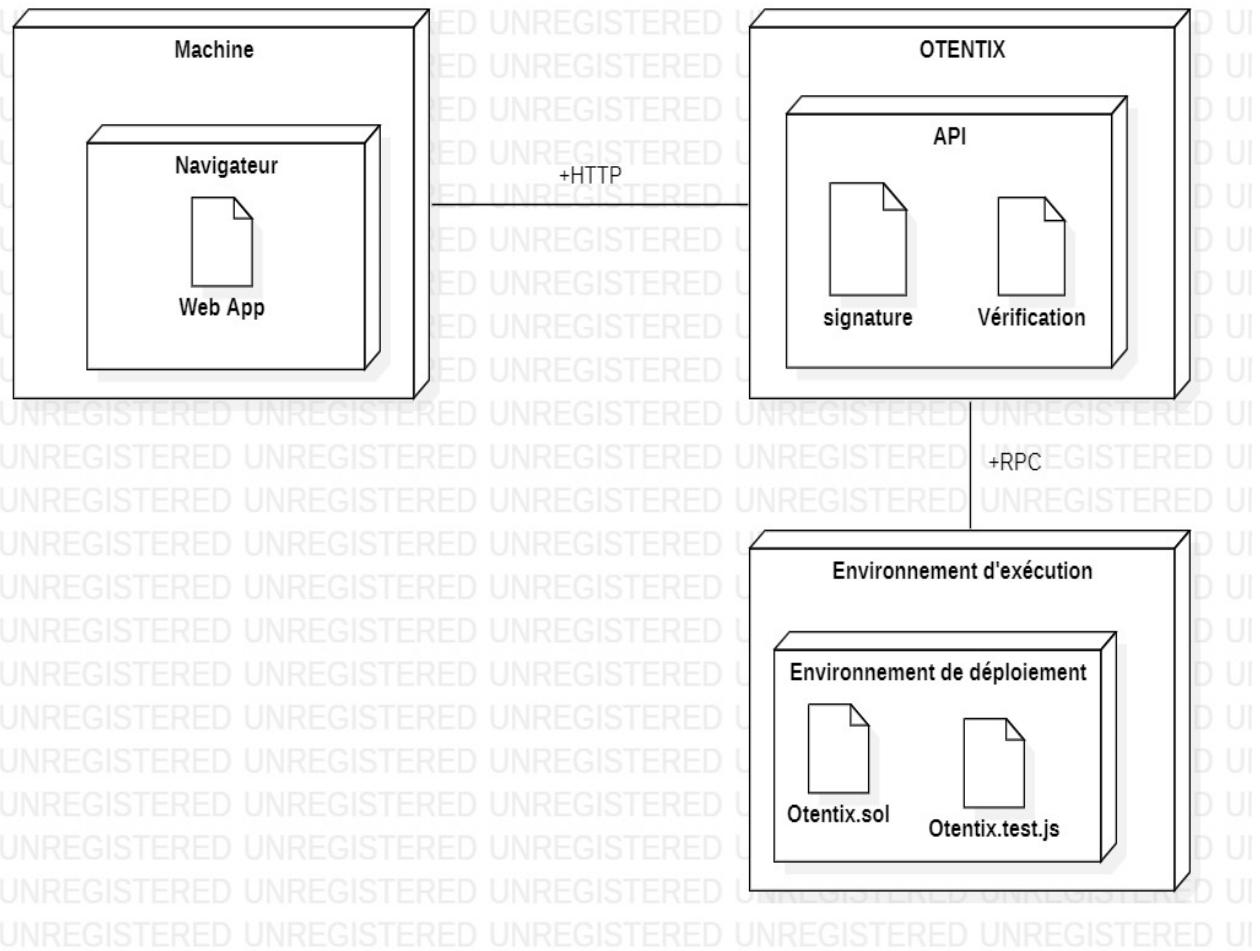 Machine
Navigateur
Web App
+HTTP
OTENTIX
API
signature
Vérification
+RPC
Environnement d'exécution
Environnement de déploiement
Otentix.sol
Otentix.test.js
UNREGISTERED